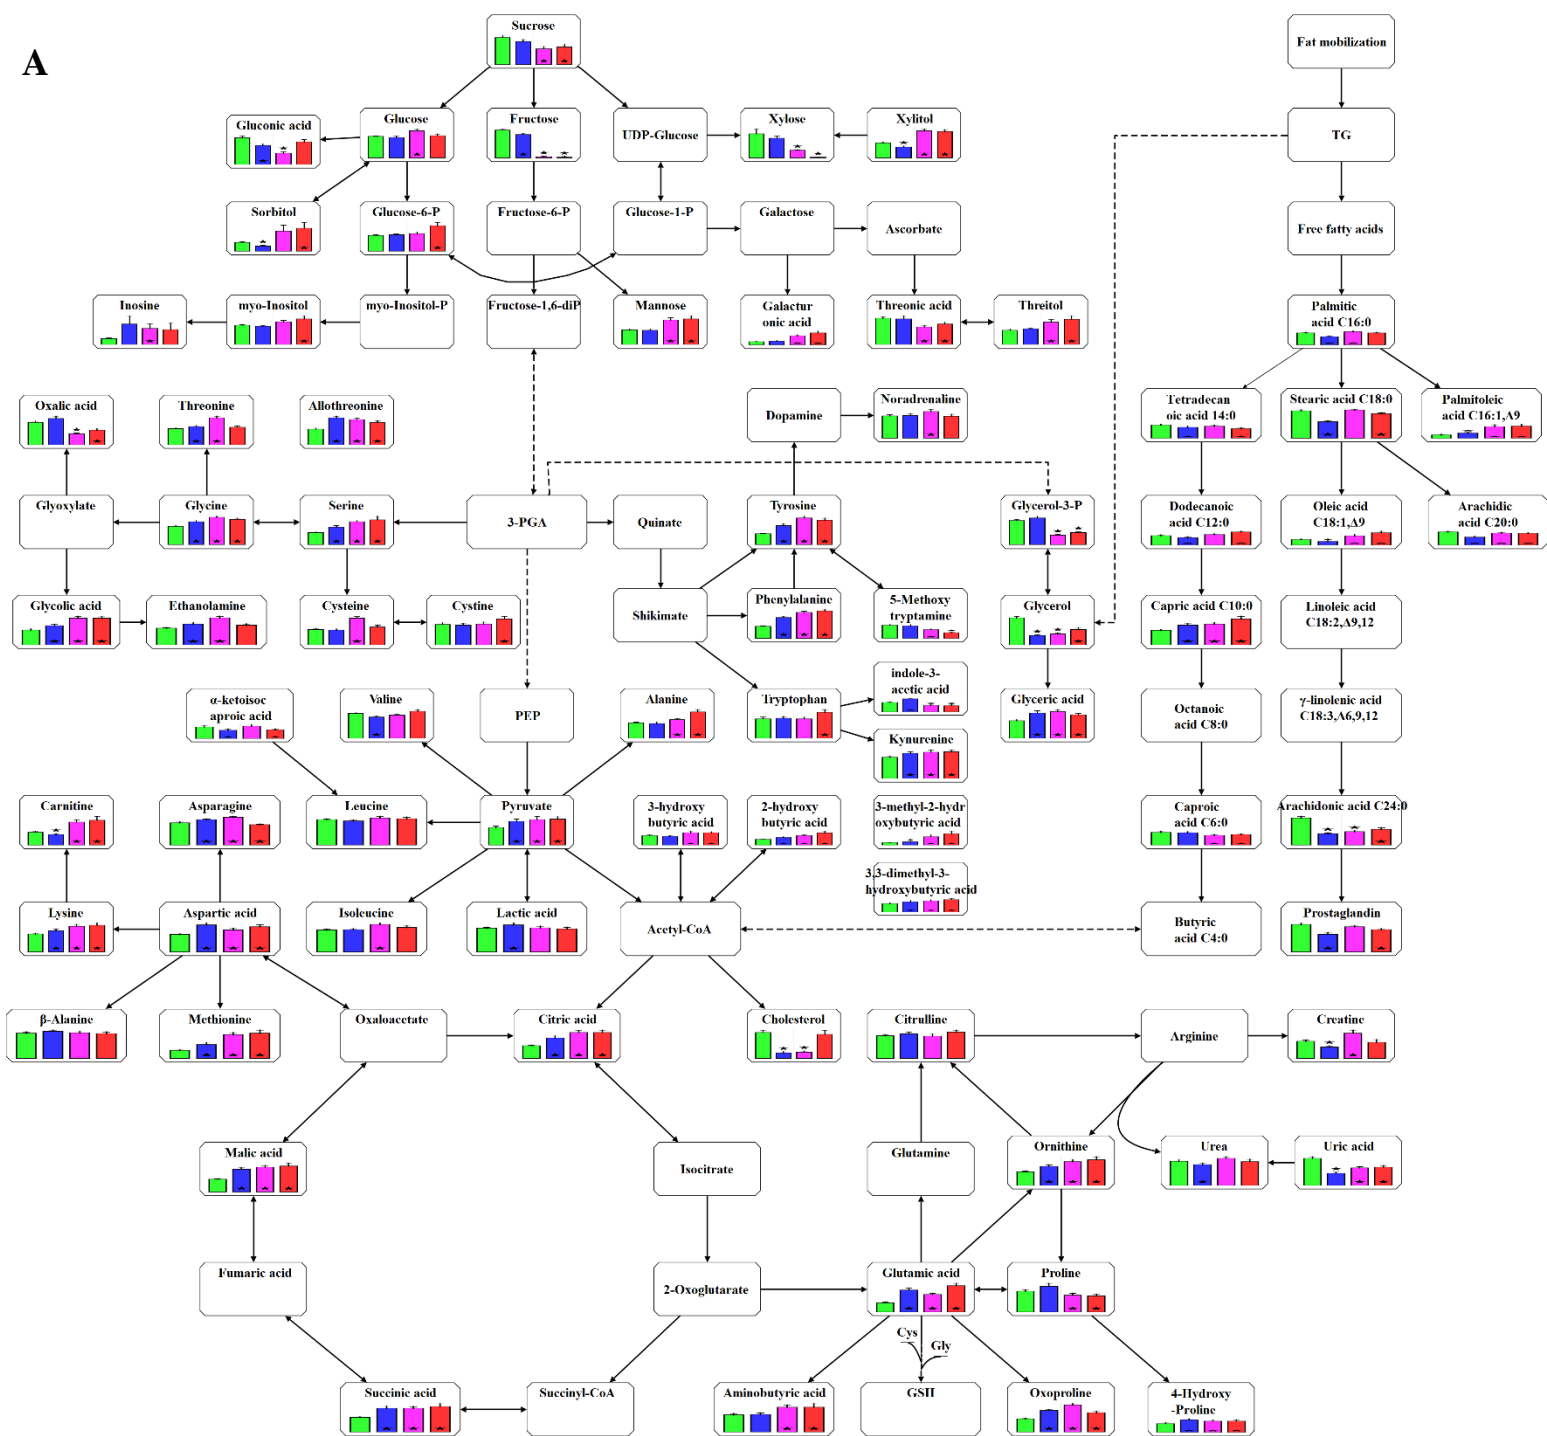 A
Sucrose
Fat mobilization
Gluconic acid
Glucose
Fructose
UDP-Glucose
Xylose
Xylitol
TG
Sorbitol
Glucose-6-P
Fructose-6-P
Glucose-1-P
Galactose
Ascorbate
Free fatty acids
Inosine
myo-Inositol
myo-Inositol-P
Fructose-1,6-diP
Mannose
Galactur
onic acid
Threonic acid
Threitol
Palmitic
acid C16:0
Oxalic acid
Threonine
Allothreonine
Dopamine
Noradrenaline
Tetradecan
oic acid 14:0
Stearic acid C18:0
Palmitoleic
acid C16:1,Δ9
Glyoxylate
Glycine
Serine
3-PGA
Quinate
Tyrosine
Glycerol-3-P
Dodecanoic
acid C12:0
Oleic acid
C18:1,Δ9
Arachidic
acid C20:0
Glycolic acid
Ethanolamine
Cysteine
Cystine
Shikimate
Phenylalanine
5-Methoxy
tryptamine
Glycerol
Capric acid C10:0
Linoleic acid
C18:2,Δ9,12
α-ketoisoc
aproic acid
Valine
PEP
Alanine
Tryptophan
indole-3-
acetic acid
Kynurenine
Glyceric acid
Octanoic
acid C8:0
γ-linolenic acid
C18:3,Δ6,9,12
Carnitine
Asparagine
Leucine
Pyruvate
3-hydroxy
butyric acid
2-hydroxy
butyric acid
3-methyl-2-hydr
oxybutyric acid
Caproic
acid C6:0
Arachidonic acid C24:0
3,3-dimethyl-3-
hydroxybutyric acid
Lysine
Aspartic acid
Isoleucine
Lactic acid
Acetyl-CoA
Butyric
acid C4:0
Prostaglandin
β-Alanine
Methionine
Oxaloacetate
Citric acid
Cholesterol
Citrulline
Arginine
Creatine
Malic acid
Isocitrate
Glutamine
Ornithine
Urea
Uric acid
Fumaric acid
2-Oxoglutarate
Glutamic acid
Proline
Cys
Gly
Succinic acid
Succinyl-CoA
Aminobutyric acid
GSH
Oxoproline
4-Hydroxy
-Proline